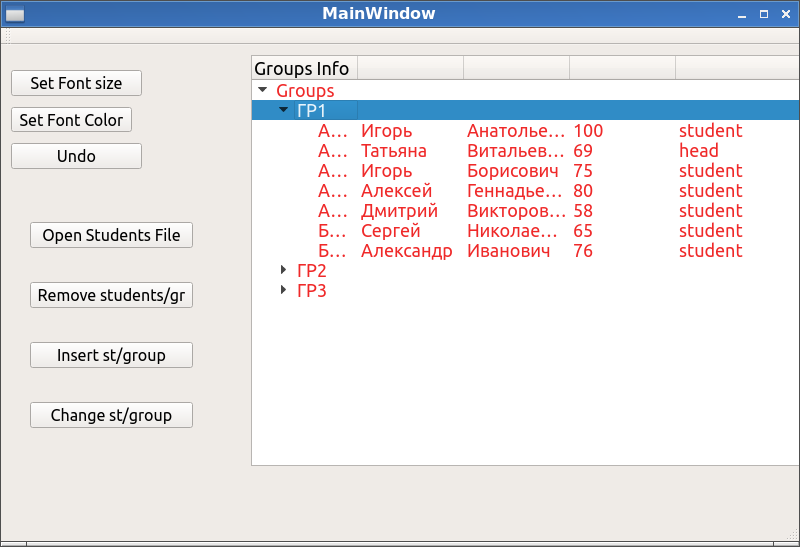 MainWindow
Set Font size
Set Font Color
Undo
Open Students File
Remove students/gr
Insert st/group
Change st/group
Groups Info
Groups
ГР1
А... Игорь Анатолье... 100 student
А... Татьяна Витальев... 69 head
А... Игорь Борисович 75 student
А... Алексей Геннадье... 80 student
А... Дмитрий Викторов... 58 student
Б... Сергей Николае... 65 student
Б... Александр Иванович 76 student
ГР2
ГР3